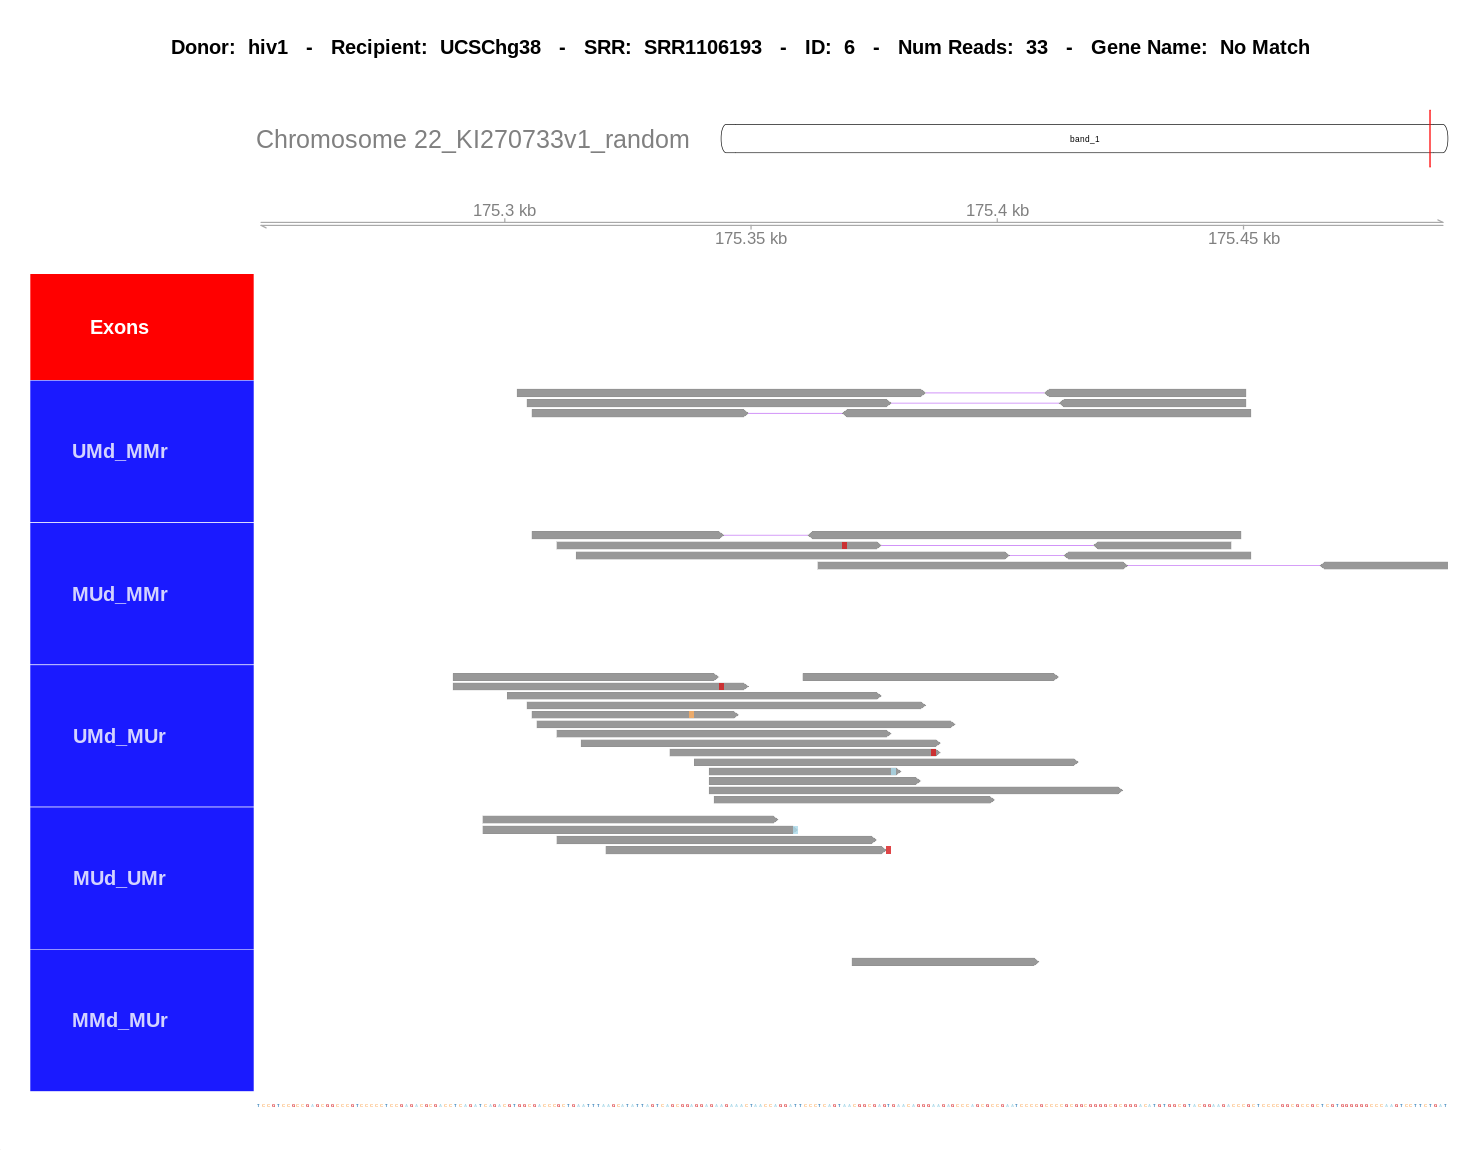 Donor: hiv1 - Recipient: UCSChg38 - SRR: SRR1106193 - ID: 6 - Num Reads: 33 - Gene Name: No Match
Chromosome 22_KI270733v1_random
band_1
175.3 kb
175.4 kb
175.35 kb
175.45 kb
Exons
UMd_MMr
MUd_MMr
UMd_MUr
MUd_UMr
MMd_MUr